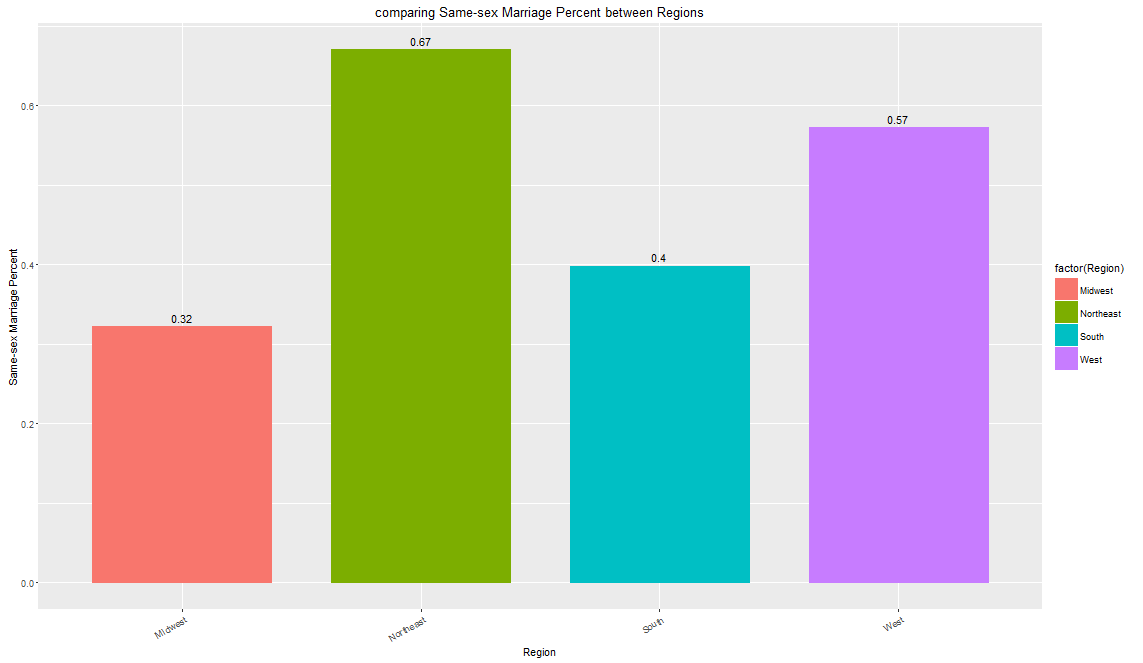 comparing Same-sex Marriage Percent between Regions
Same-sex Marriage Percent
0.6
0.4
0.2
0.0
0.32
0.67
0.4
0.57
Midwest
Northeast
South
West
Region
factor(Region)
Midwest
Northeast
South
West